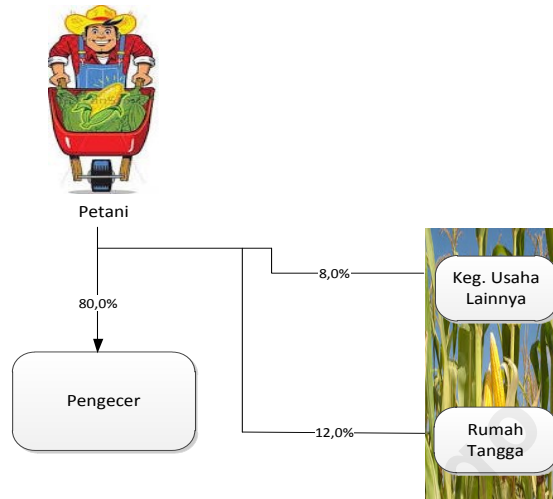 Petani
8,0%
Keg. Usaha
Lainnya
80,0%
Pengecer
12,0%
Rumah
Tangga